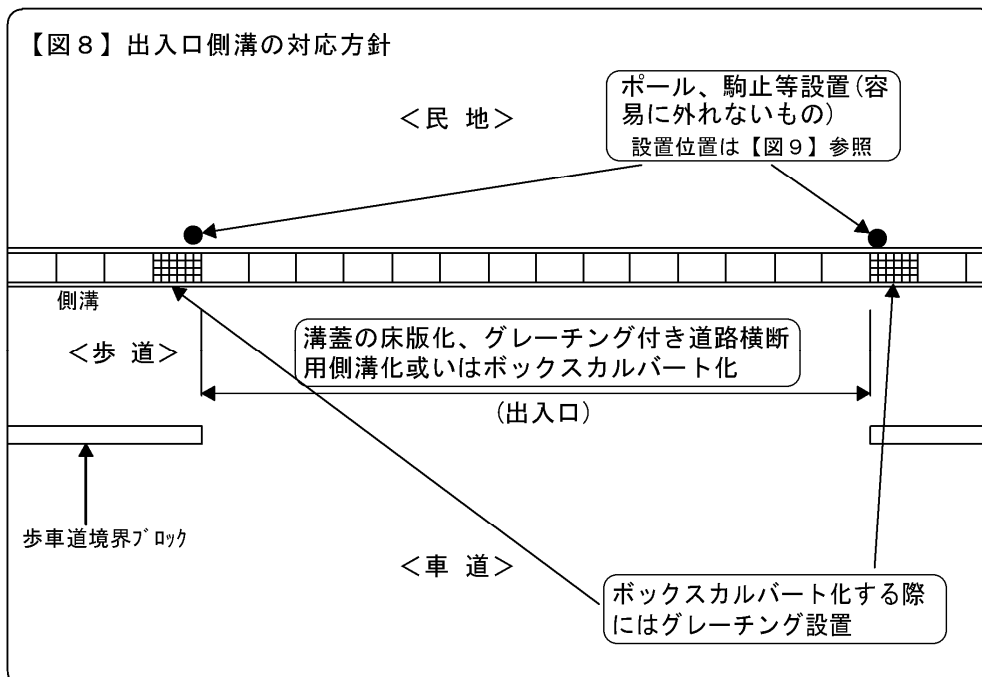 【図８】出入口側溝の対応方針
＜民 地＞
ポール、駒止等設置(容
易に外れないもの)
設置位置は【図９】参照
側溝
＜歩 道＞
溝蓋の床版化、グレーチング付き道路横断
用側溝化或いはボックスカルバート化
(出入口)
歩車道境界ﾌﾞﾛｯｸ
＜車 道＞
ボックスカルバート化する際
にはグレーチング設置